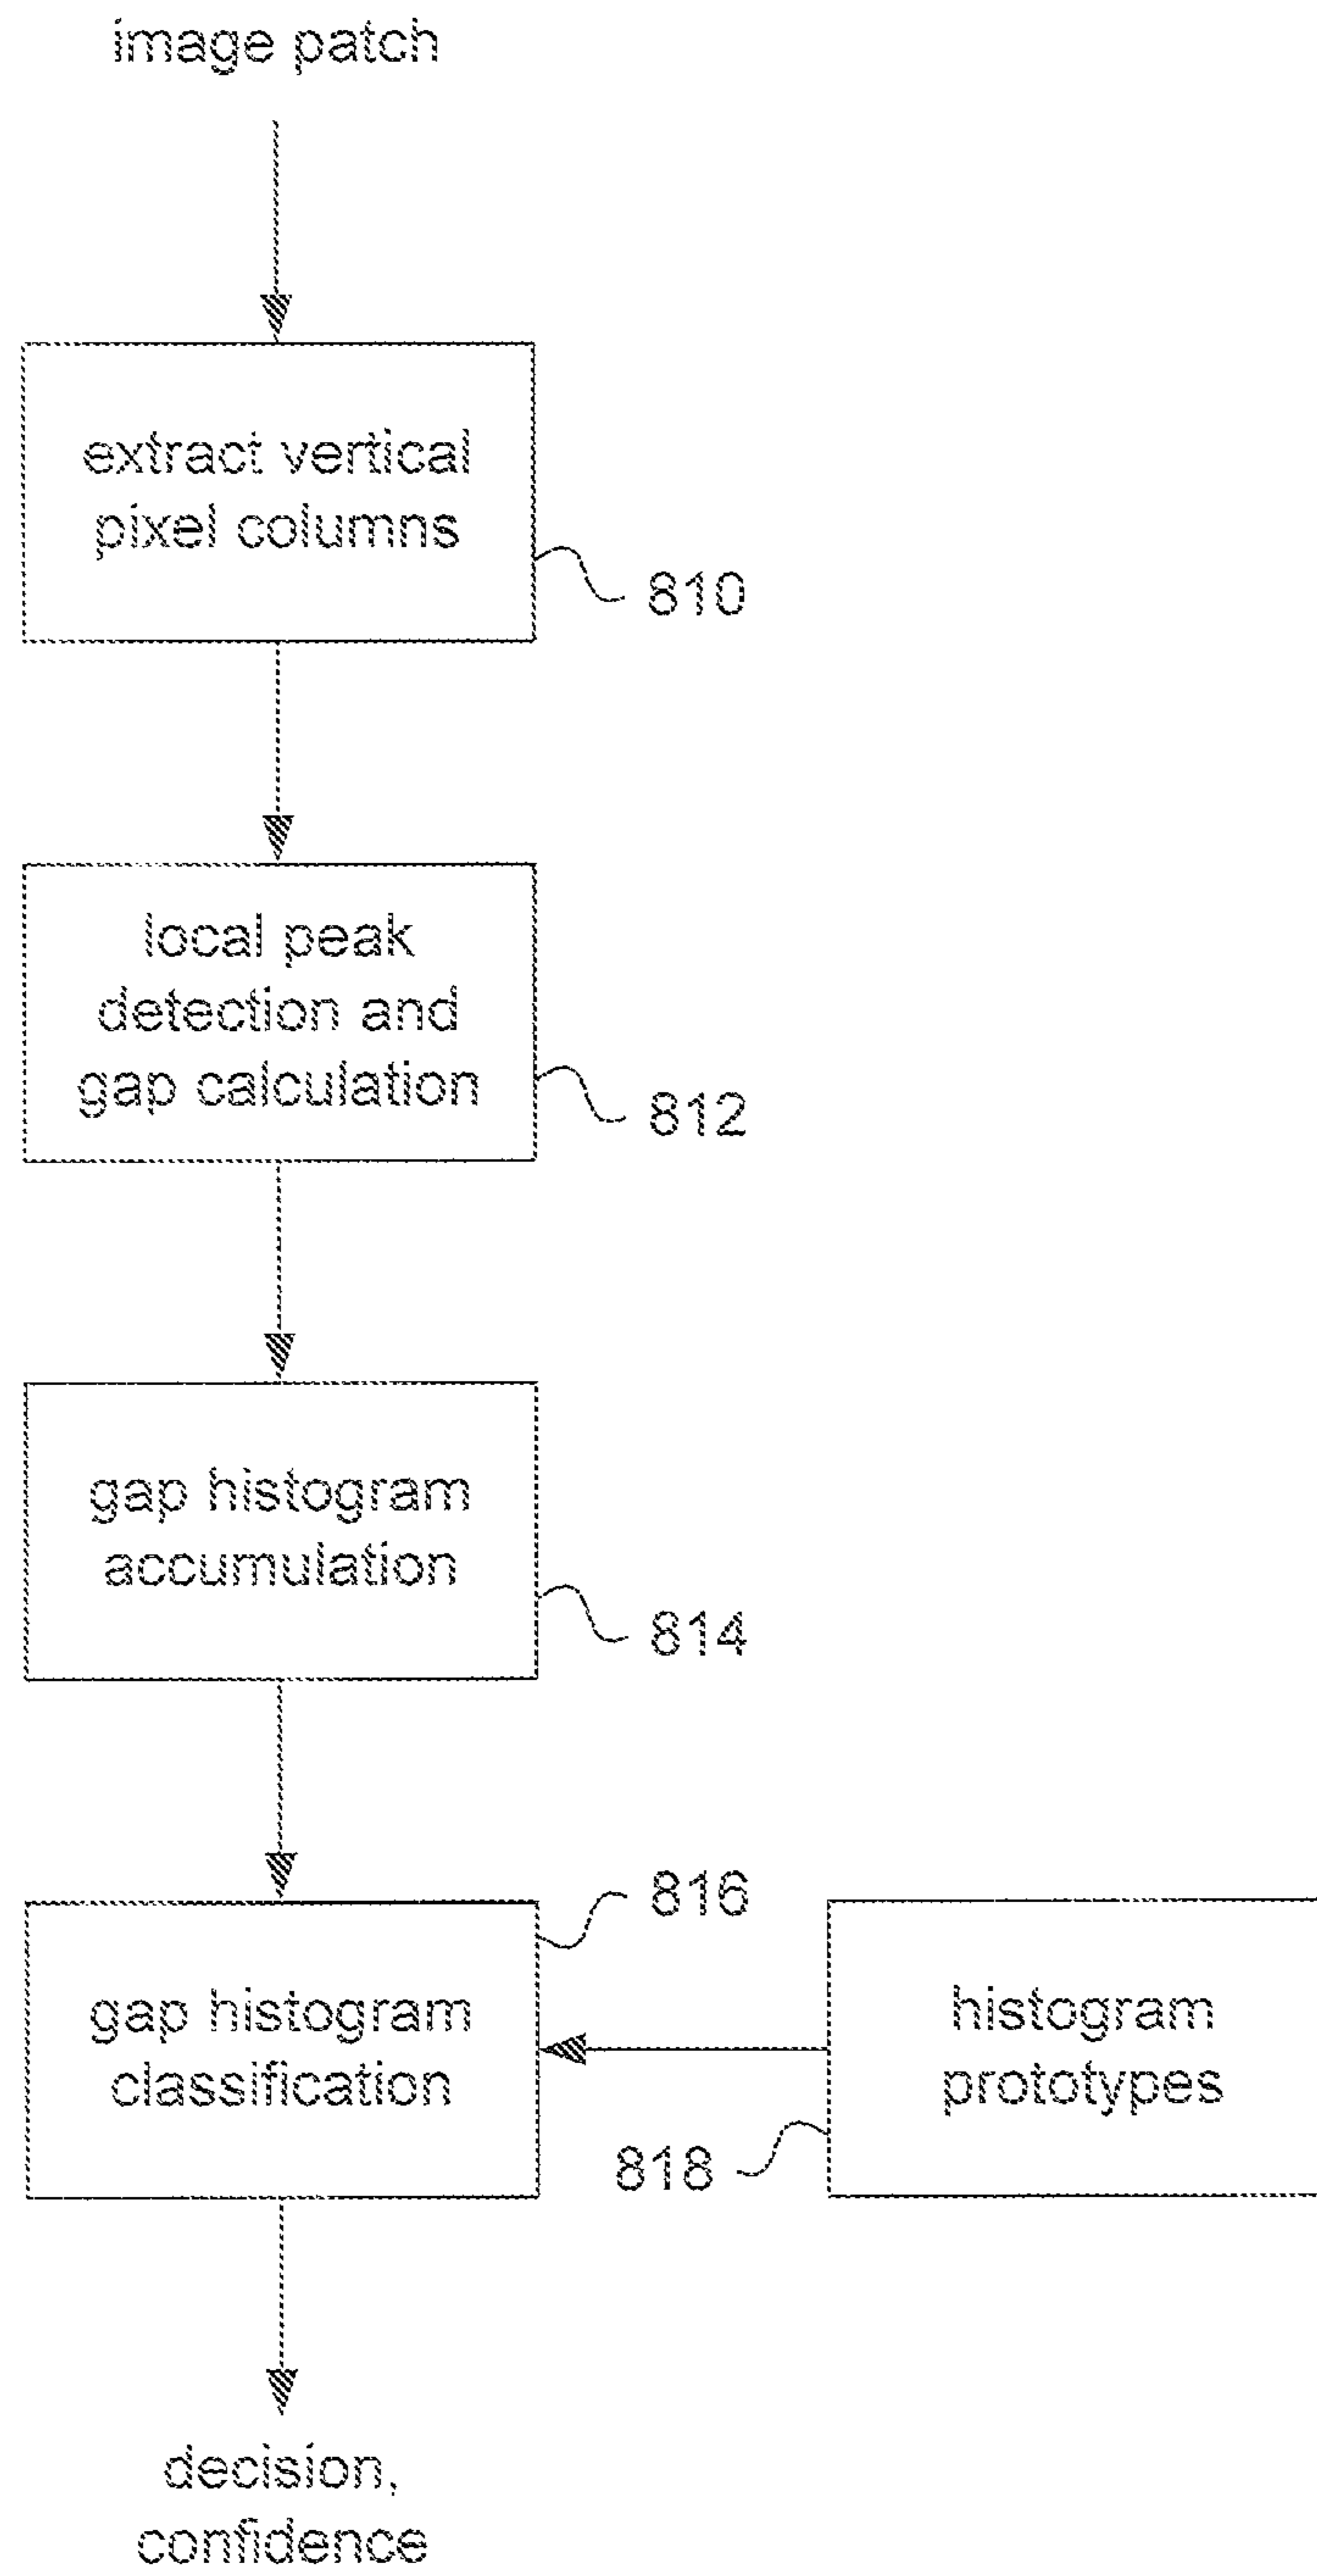 image patch
extract vertical
pixel columns
810
local peak
detection and
gap calculation
812
gap histogram
accumulation
814
816
gap histogram
classification
histogram
prototypes
818
decision,
confidence